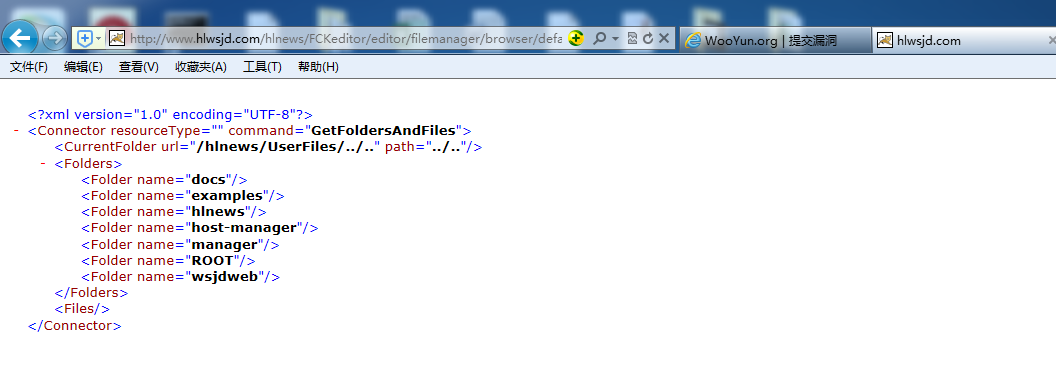 http://www.hlwsjd.com/hlnews/FCKeditor/editor/filemanager/browser/defa
WooYun.org | 提交漏洞
hlwsjd.com
文件(F) 编辑(E) 查看(V) 收藏夹(A) 工具(T) 帮助(H)
<?xml version="1.0" encoding="UTF-8"?>
- <Connector resourceType="" command="GetFoldersAndFiles">
<CurrentFolder url="/hlnews/UserFiles/../.." path="../.."/>
- <Folders>
<Folder name="docs"/>
<Folder name="examples"/>
<Folder name="hlnews"/>
<Folder name="host-manager"/>
<Folder name="manager"/>
<Folder name="ROOT"/>
<Folder name="wsjdweb"/>
</Folders>
<Files/>
</Connector>